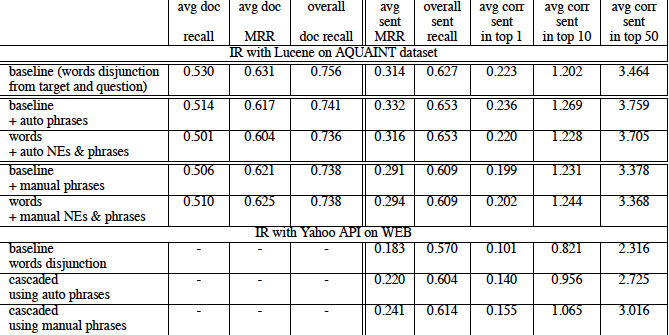 avg doc recall | avg doc MRR | overall doc recall | avg sent MRR | overall sent recall | avg corr sent in top 1 | avg corr sent in top 10 | avg corr sent in top 50
IR with Lucene on AQUAINT dataset
baseline (words disjunction from target and question) | 0.530 | 0.631 | 0.756 | 0.314 | 0.627 | 0.223 | 1.202 | 3.464
baseline + auto phrases | 0.514 | 0.617 | 0.741 | 0.332 | 0.653 | 0.236 | 1.269 | 3.759
words + auto NEs & phrases | 0.501 | 0.604 | 0.736 | 0.316 | 0.653 | 0.220 | 1.228 | 3.705
baseline + manual phrases | 0.506 | 0.621 | 0.738 | 0.291 | 0.609 | 0.199 | 1.231 | 3.378
words + manual NEs & phrases | 0.510 | 0.625 | 0.738 | 0.294 | 0.609 | 0.202 | 1.244 | 3.368
IR with Yahoo API on WEB
baseline words disjunction | - | - | - | 0.183 | 0.570 | 0.101 | 0.821 | 2.316
cascaded using auto phrases | - | - | - | 0.220 | 0.604 | 0.140 | 0.956 | 2.725
cascaded using manual phrases | - | - | - | 0.241 | 0.614 | 0.155 | 1.065 | 3.016